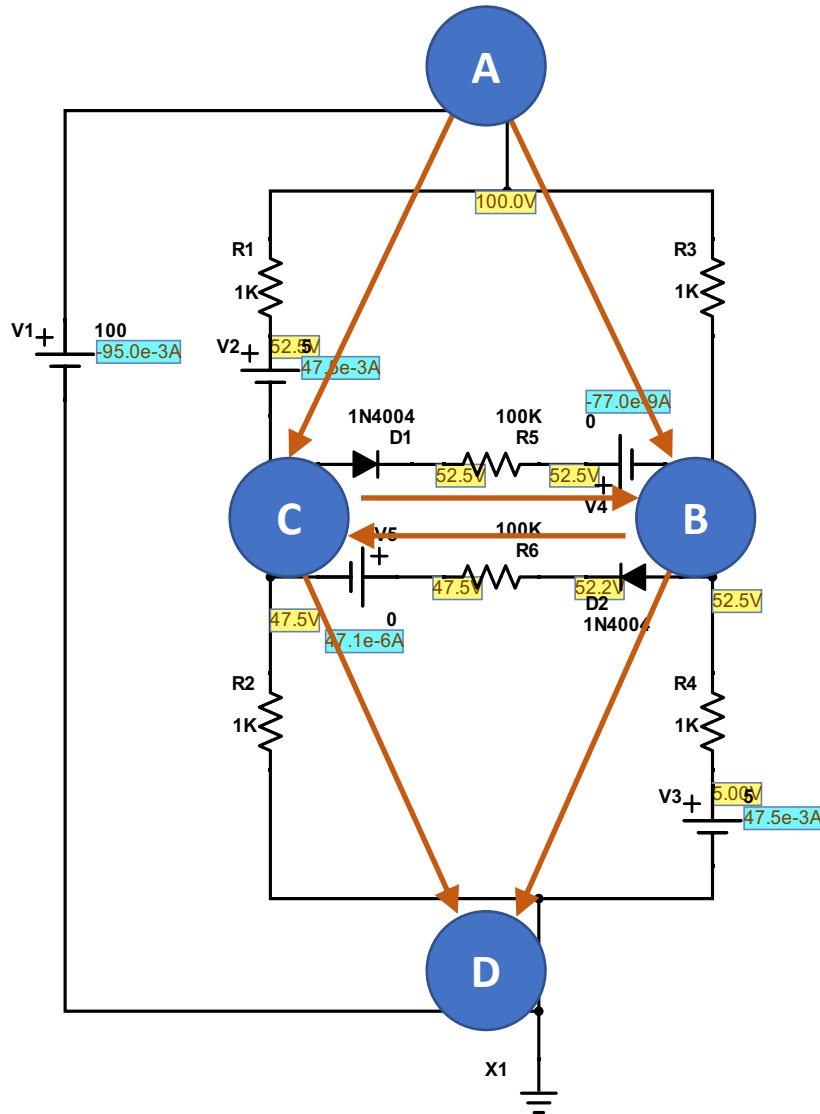 A
100.0V
R1
R3
1K
1K
V1
+
100
-95.0e-3A
V2
+
52.5V
5
47.5e-3A
1N4004
D1
100K
R5
-77.0e-9A
0
52.5V
52.5V
+
V4
C
B
V5
+
100K
R6
47.5V
52.2V
D2
1N4004
52.5V
47.5V
0
47.1e-6A
R2
1K
R4
1K
V3
+
5.00V
5
47.5e-3A
D
X1